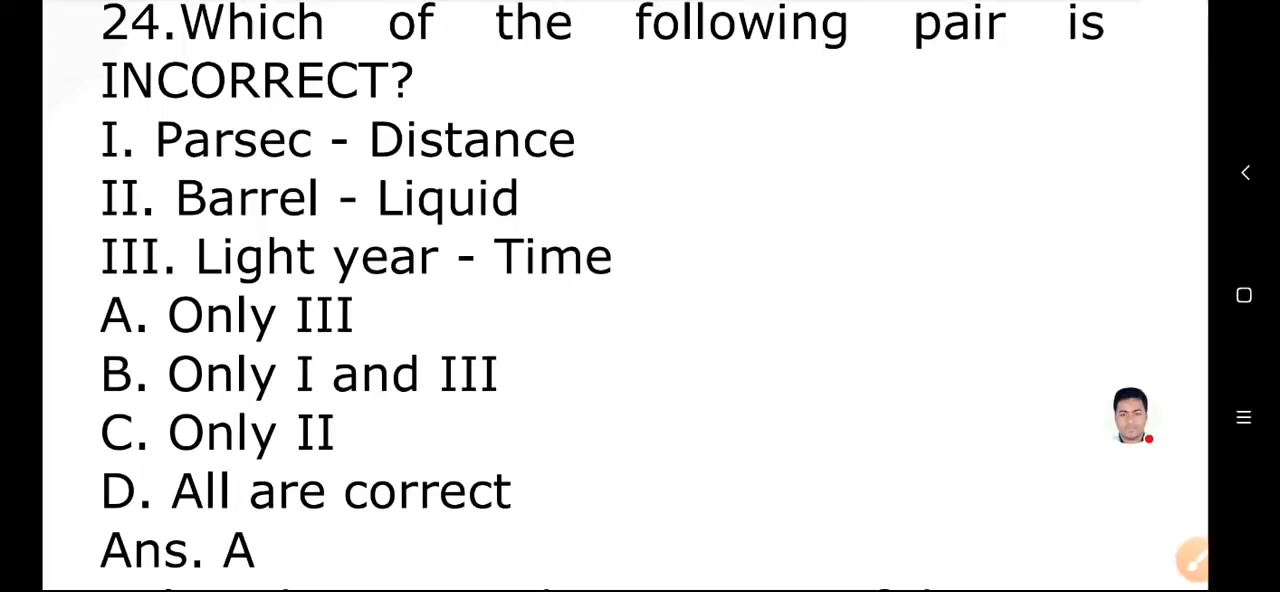 24.Which of the following pair is
INCORRECT?
I. Parsec - Distance
II. Barrel - Liquid
III. Light year - Time
A. Only III
B. Only I and III
C. Only II
D. All are correct
Ans. A